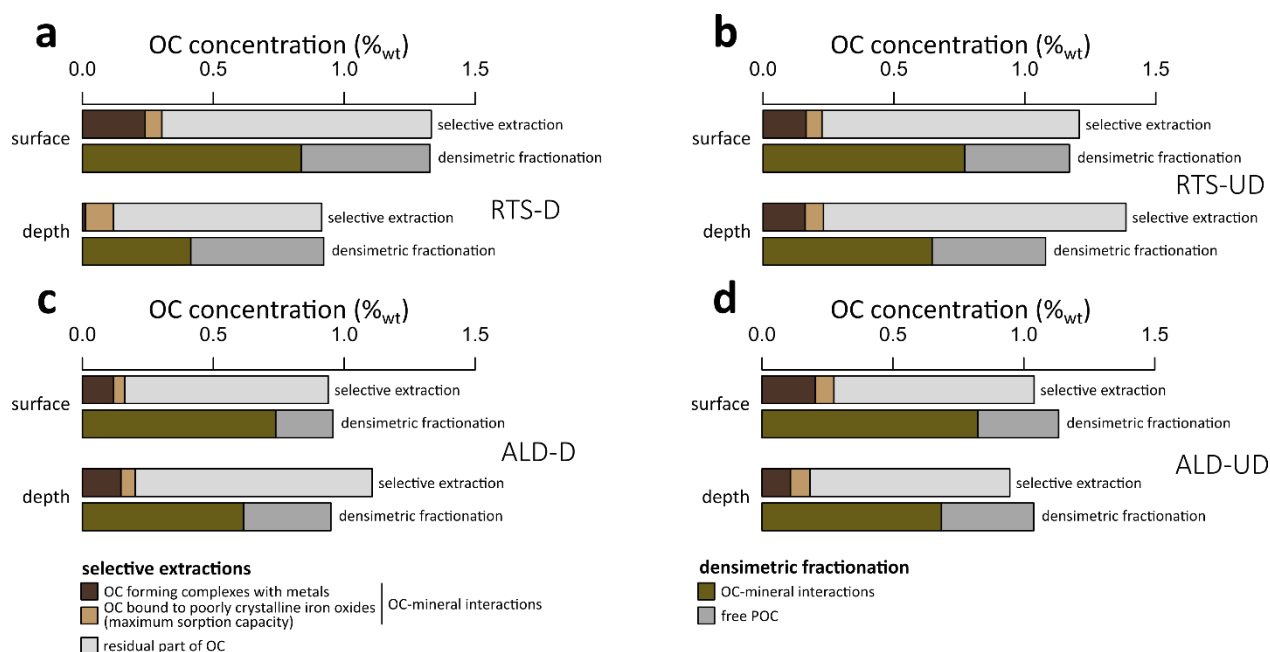 a
OC concentration (%wt)
0.0 0.5 1.0 1.5
surface
selective extraction
densimetric fractionation
RTS-D
depth
selective extraction
densimetric fractionation
b
OC concentration (%wt)
0.0 0.5 1.0 1.5
surface
selective extraction
densimetric fractionation
RTS-UD
depth
selective extraction
densimetric fractionation
c
OC concentration (%wt)
0.0 0.5 1.0 1.5
surface
selective extraction
densimetric fractionation
ALD-D
depth
selective extraction
densimetric fractionation
d
OC concentration (%wt)
0.0 0.5 1.0 1.5
surface
selective extraction
densimetric fractionation
ALD-UD
depth
selective extraction
densimetric fractionation
selective extractions
OC forming complexes with metals
OC bound to poorly crystalline iron oxides
(maximum sorption capacity)
OC-mineral interactions
residual part of OC
densimetric fractionation
OC-mineral interactions
free POC